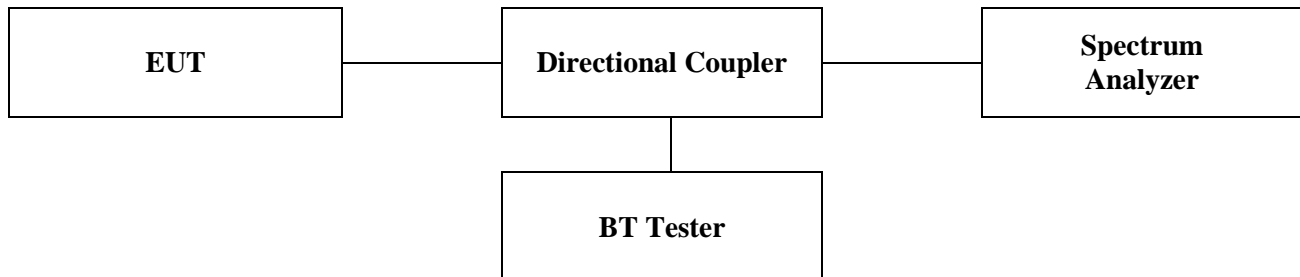 EUT
Directional Coupler
Spectrum
Analyzer
BT Tester